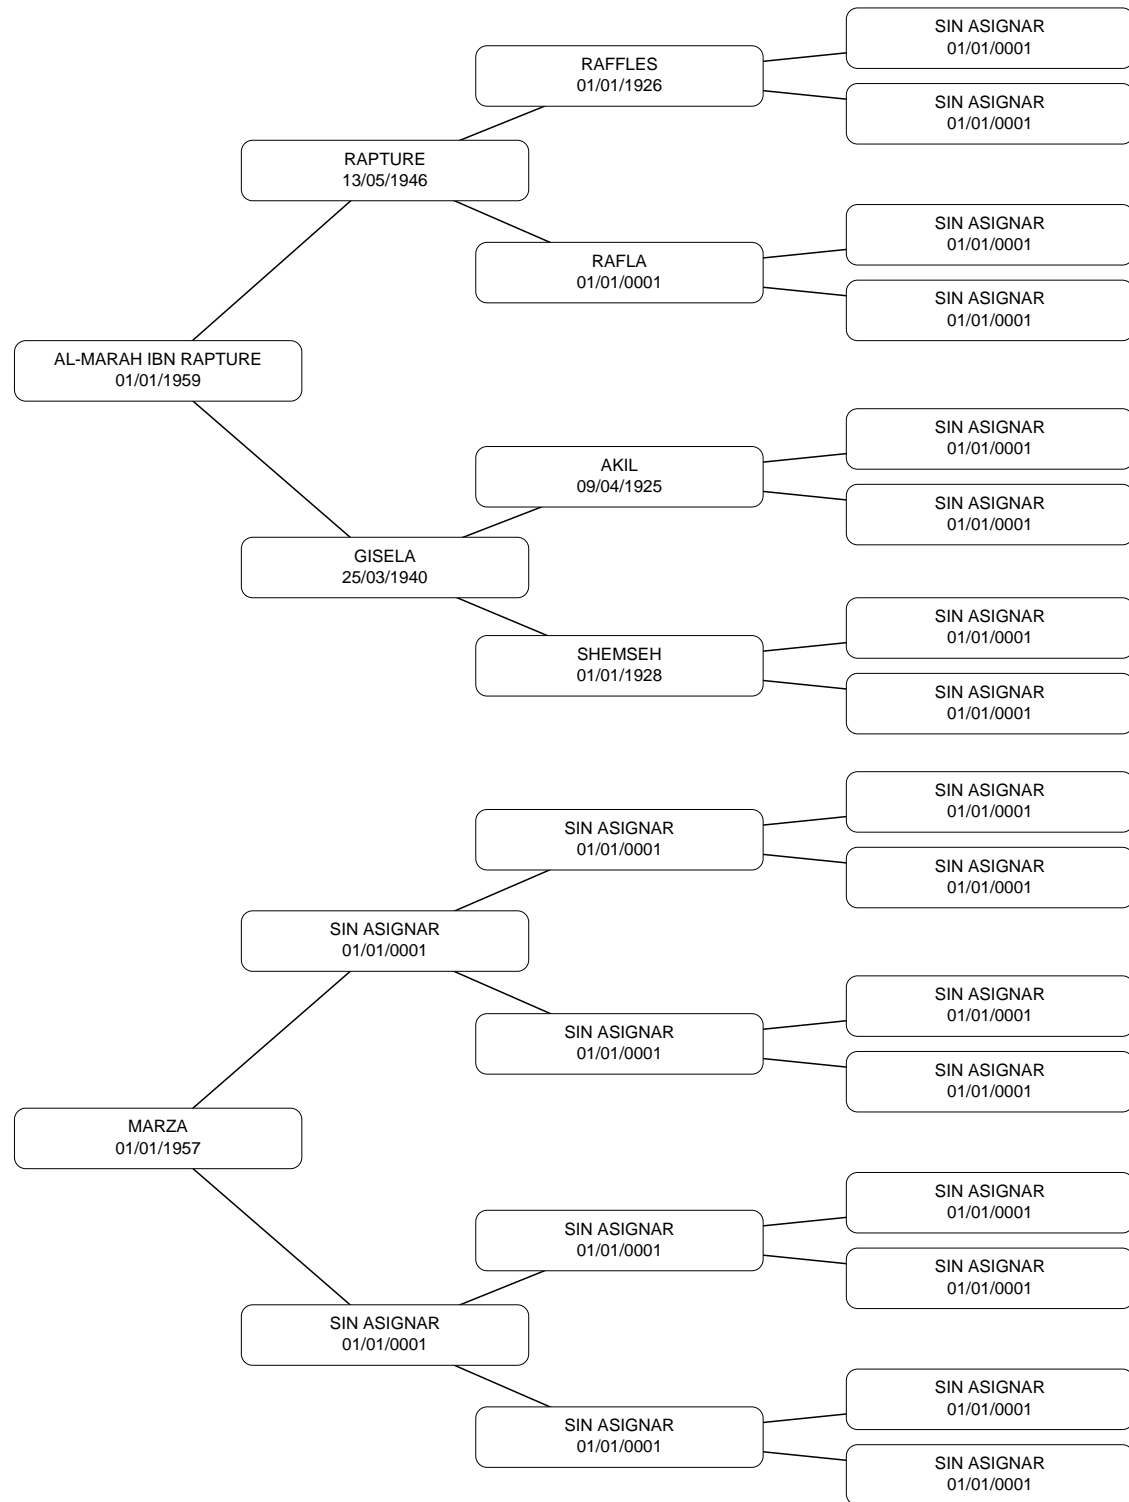 SIN ASIGNAR
01/01/0001
RAFFLES
01/01/1926
SIN ASIGNAR
01/01/0001
RAPTURE
13/05/1946
SIN ASIGNAR
01/01/0001
RAFLA
01/01/0001
SIN ASIGNAR
01/01/0001
AL-MARAH IBN RAPTURE
01/01/1959
SIN ASIGNAR
01/01/0001
AKIL
09/04/1925
SIN ASIGNAR
01/01/0001
GISELA
25/03/1940
SIN ASIGNAR
01/01/0001
SHEMSEH
01/01/1928
SIN ASIGNAR
01/01/0001
SIN ASIGNAR
01/01/0001
SIN ASIGNAR
01/01/0001
SIN ASIGNAR
01/01/0001
SIN ASIGNAR
01/01/0001
SIN ASIGNAR
01/01/0001
SIN ASIGNAR
01/01/0001
SIN ASIGNAR
01/01/0001
MARZA
01/01/1957
SIN ASIGNAR
01/01/0001
SIN ASIGNAR
01/01/0001
SIN ASIGNAR
01/01/0001
SIN ASIGNAR
01/01/0001
SIN ASIGNAR
01/01/0001
SIN ASIGNAR
01/01/0001
SIN ASIGNAR
01/01/0001